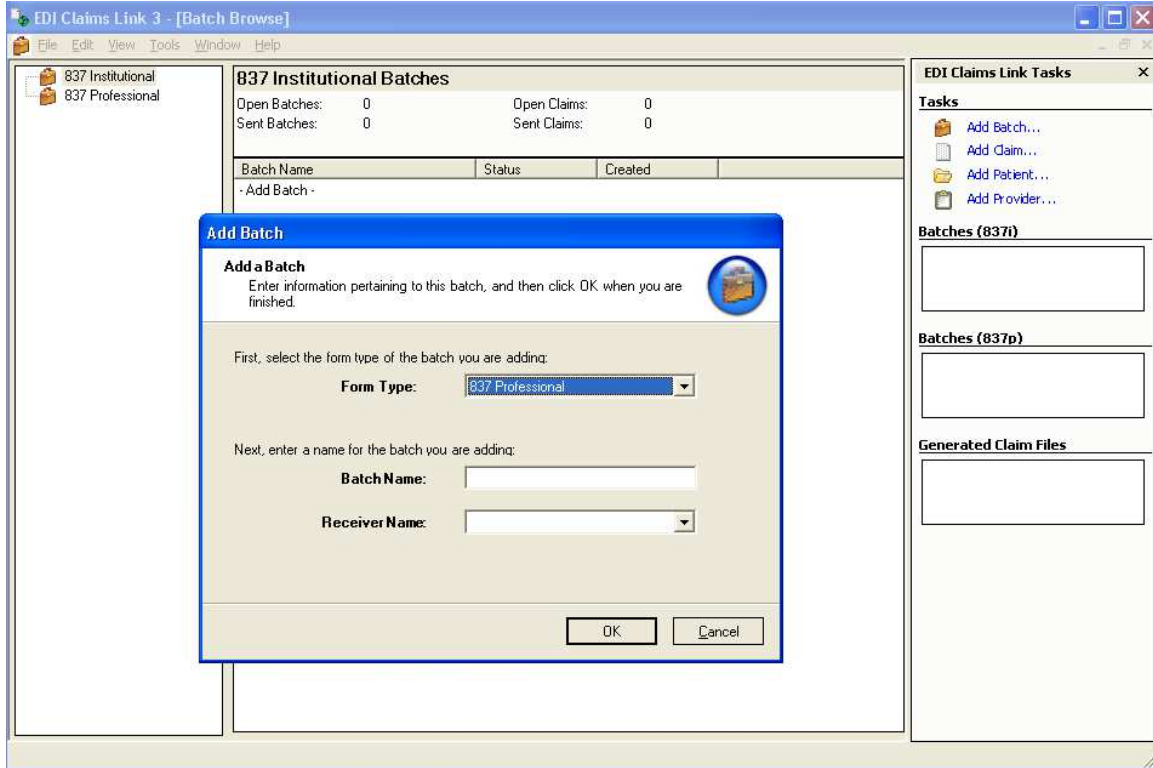 EDI Claims Link 3 - [Batch Browse]
File Edit View Tools Window Help
837 Institutional
837 Professional
837 Institutional Batches
Open Batches: 0 Open Claims: 0
Sent Batches: 0 Sent Claims: 0
Batch Name Status Created
- Add Batch -
Add Batch
Add a Batch
Enter information pertaining to this batch, and then click OK when you are
finished.
First, select the form type of the batch you are adding:
Form Type: 837 Professional
Next, enter a name for the batch you are adding:
Batch Name:
Receiver Name:
OK Cancel
EDI Claims Link Tasks
Tasks
Add Batch...
Add Claim...
Add Patient...
Add Provider...
Batches (837i)
Batches (837p)
Generated Claim Files